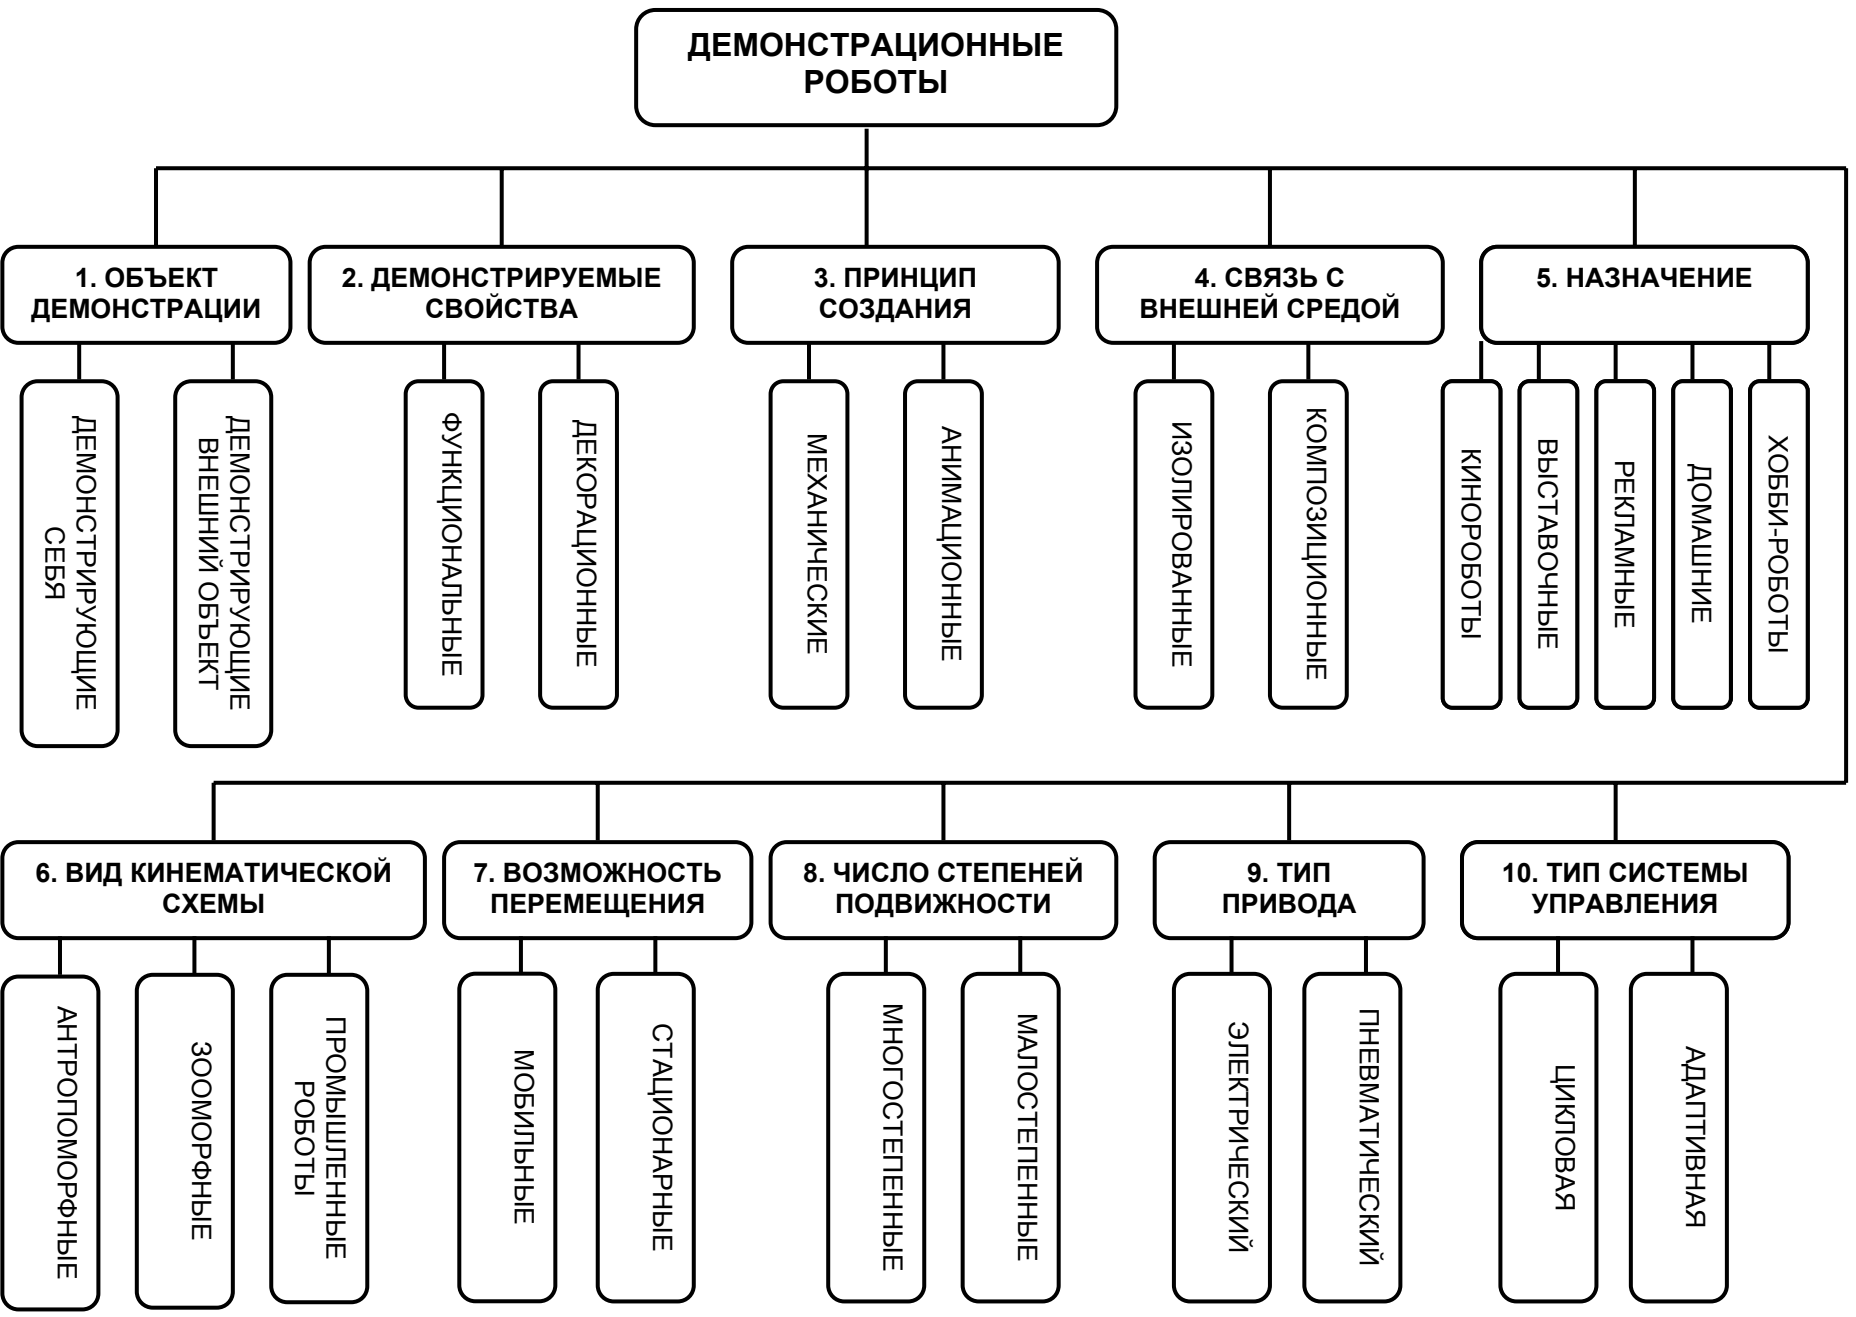 ДЕМОНСТРАЦИОННЫЕ
РОБОТЫ
1. ОБЪЕКТ
ДЕМОНСТРАЦИИ
2. ДЕМОНСТРИРУЕМЫЕ
СВОЙСТВА
3. ПРИНЦИП
СОЗДАНИЯ
4. СВЯЗЬ С
ВНЕШНЕЙ СРЕДОЙ
5. НАЗНАЧЕНИЕ
ДЕМОНСТРИРУЮЩИЕ
СЕБЯ
ДЕМОНСТРИРУЮЩИЕ
ВНЕШНИЙ ОБЪЕКТ
ФУНКЦИОНАЛЬНЫЕ
ДЕКОРАЦИОННЫЕ
МЕХАНИЧЕСКИЕ
АНИМАЦИОННЫЕ
ИЗОЛИРОВАННЫЕ
КОМПОЗИЦИОННЫЕ
КИНОРОБОТЫ
ВЫСТАВОЧНЫЕ
РЕКЛАМНЫЕ
ДОМАШНИЕ
ХОББИ-РОБОТЫ
6. ВИД КИНЕМАТИЧЕСКОЙ
СХЕМЫ
7. ВОЗМОЖНОСТЬ
ПЕРЕМЕЩЕНИЯ
8. ЧИСЛО СТЕПЕНЕЙ
ПОДВИЖНОСТИ
9. ТИП
ПРИВОДА
10. ТИП СИСТЕМЫ
УПРАВЛЕНИЯ
АНТРОПОМОРФНЫЕ
ЗООМОРФНЫЕ
ПРОМЫШЛЕННЫЕ
РОБОТЫ
МОБИЛЬНЫЕ
СТАЦИОНАРНЫЕ
МНОГОСТЕПЕННЫЕ
МАЛОСТЕПЕННЫЕ
ЭЛЕКТРИЧЕСКИЙ
ПНЕВМАТИЧЕСКИЙ
ЦИКЛОВАЯ
АДАПТИВНАЯ